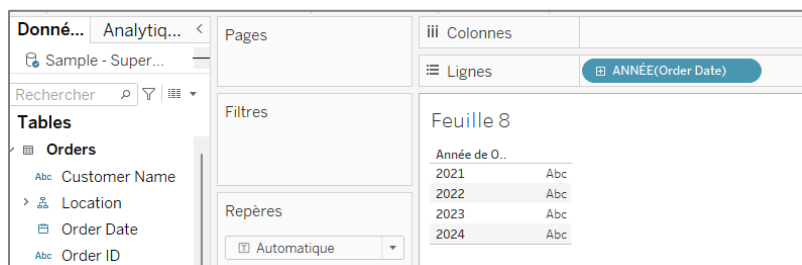 Donné...
Analytiq...
Sample - Super...
Rechercher
Tables
Orders
Abc Customer Name
Location
Order Date
Abc Order ID
Pages
Filtres
Repères
Automatique
Colonnes
Lignes
ANNÉE(Order Date)
Feuille 8
Année de O..
2021 Abc
2022 Abc
2023 Abc
2024 Abc